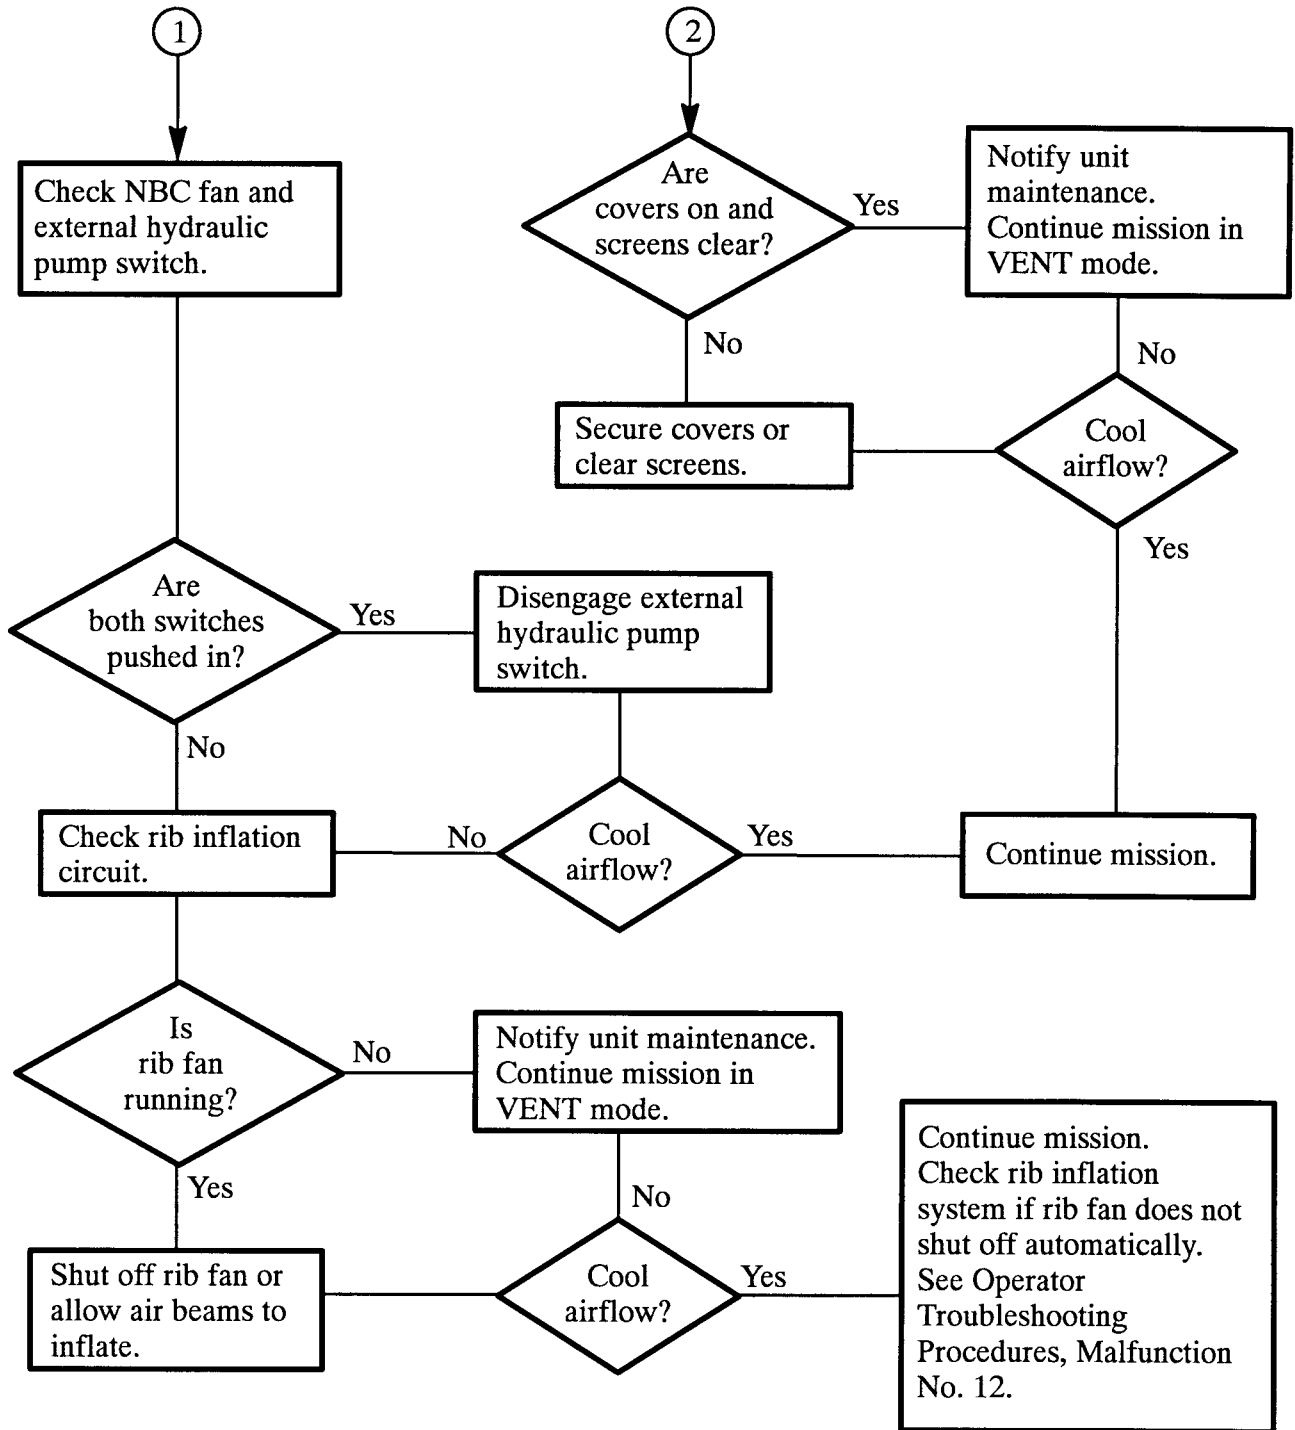 1
2
Check NBC fan and
external hydraulic
pump switch.
Are
covers on and
screens clear?
Yes
Notify unit
maintenance.
Continue mission in
VENT mode.
No
No
Secure covers or
clear screens.
Cool
airflow?
Yes
Are
both switches
pushed in?
Yes
Disengage external
hydraulic pump
switch.
No
Check rib inflation
circuit.
No
Cool
airflow?
Yes
Continue mission.
Is
rib fan
running?
No
Notify unit maintenance.
Continue mission in
VENT mode.
Yes
No
Shut off rib fan or
allow air beams to
inflate.
Cool
airflow?
Yes
Continue mission.
Check rib inflation
system if rib fan does not
shut off automatically.
See Operator
Troubleshooting
Procedures, Malfunction
No. 12.